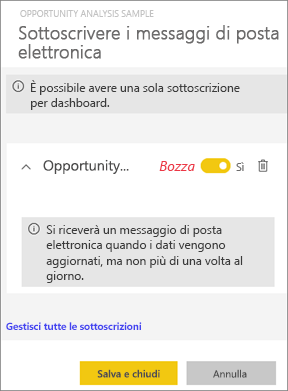 OPPORTUNITY ANALYSIS SAMPLE
Sottoscrivere i messaggi di posta
elettronica
È possibile avere una sola sottoscrizione
per dashboard.
Opportunity... Bozza Sì
Si riceverà un messaggio di posta
elettronica quando i dati vengono
aggiornati, ma non più di una volta al
giorno.
Gestisci tutte le sottoscrizioni
Salva e chiudi Annulla